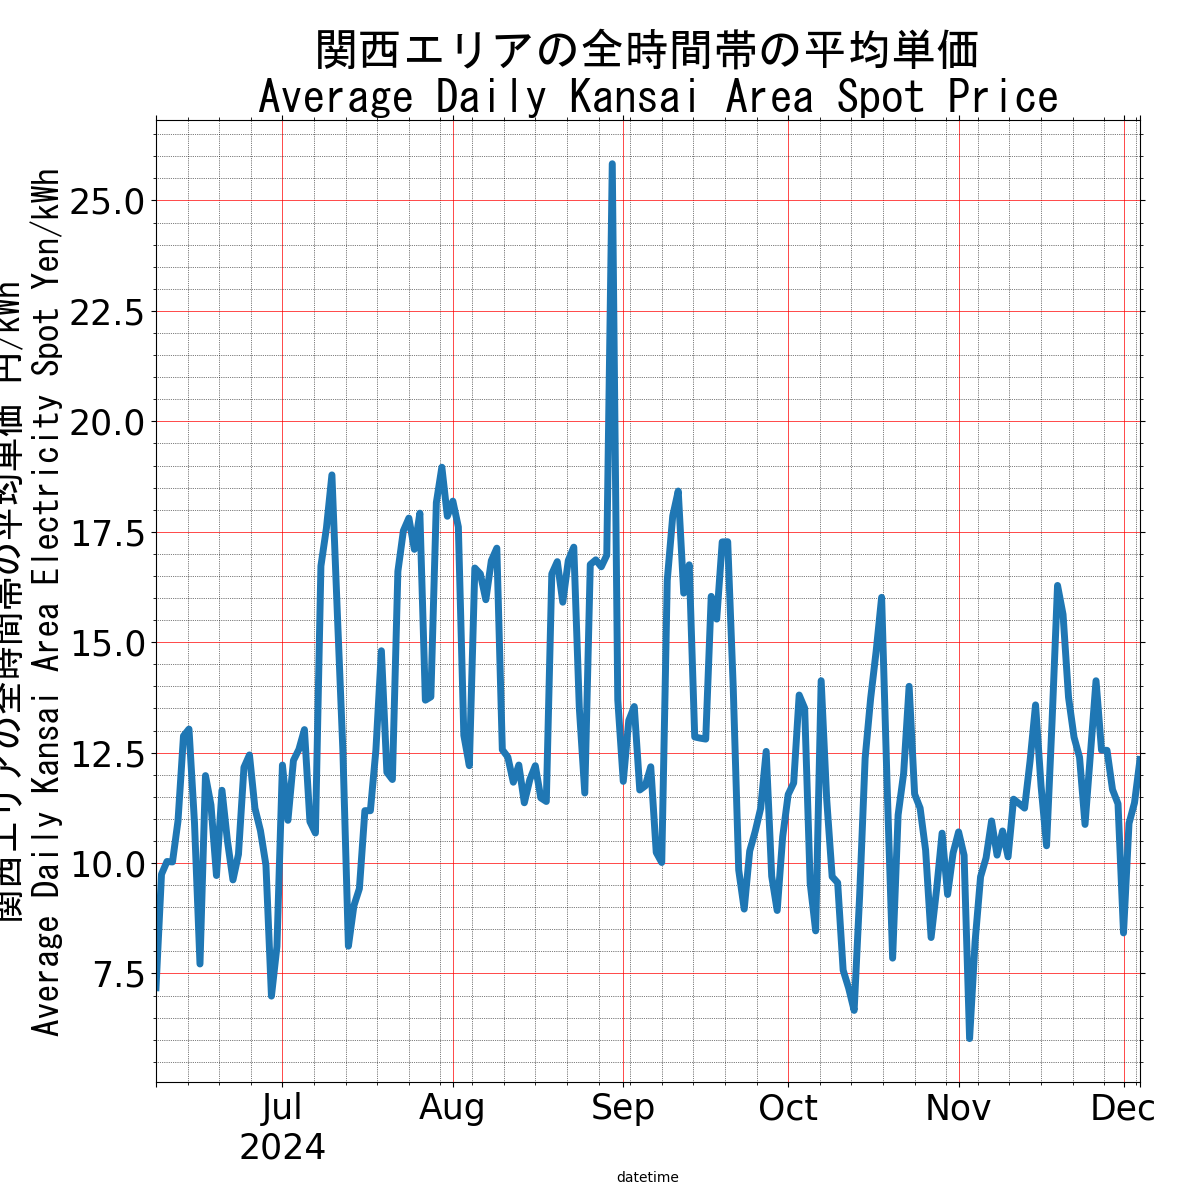 関西エリアの全時間帯の平均単価
Average Daily Kansai Area Spot Price
関西エリアの全時間帯の平均単価 円/kWh
Average Daily Kansai Area Electricity Spot Yen/kWh
25.0
22.5
20.0
17.5
15.0
12.5
10.0
7.5
Jul Aug Sep Oct Nov Dec
2024
datetime